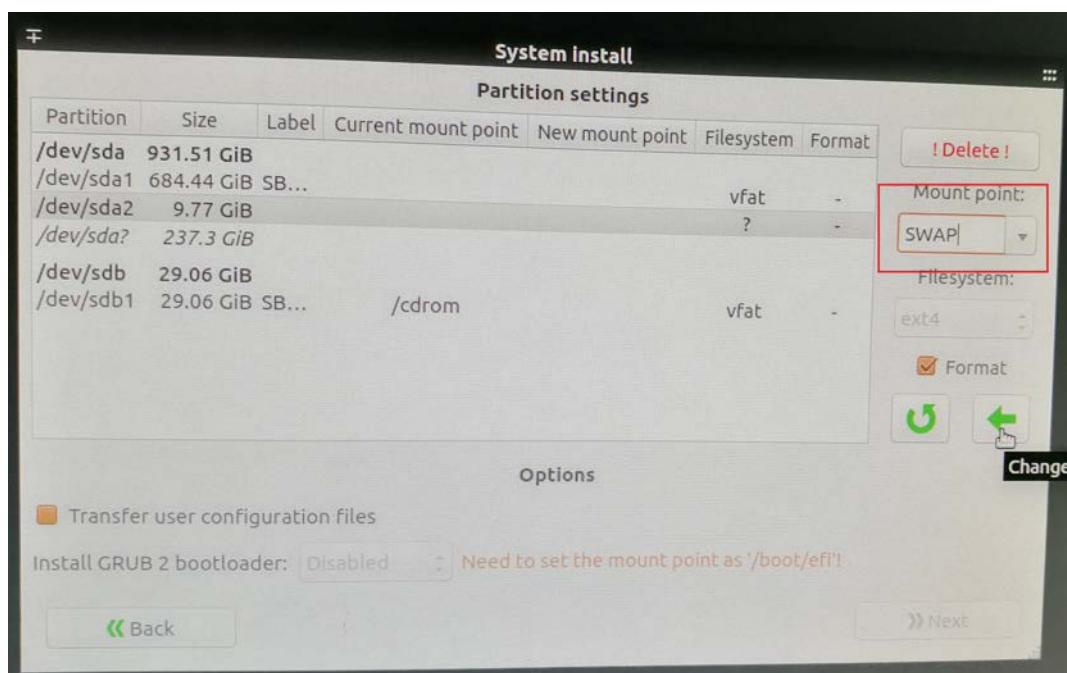 System install
Partition settings
Partition Size Label Current mount point New mount point Filesystem Format
/dev/sda 931.51 GiB
/dev/sda1 684.44 GiB SB... vfat -
/dev/sda2 9.77 GiB ? -
/dev/sda? 237.3 GiB
/dev/sdb 29.06 GiB
/dev/sdb1 29.06 GiB SB... /cdrom vfat -
! Delete !
Mount point:
SWAP
Filesystem:
ext4
Format
Change
Options
Transfer user configuration files
Install GRUB 2 bootloader: Disabled Need to set the mount point as '/boot/efi'!
Back
Next